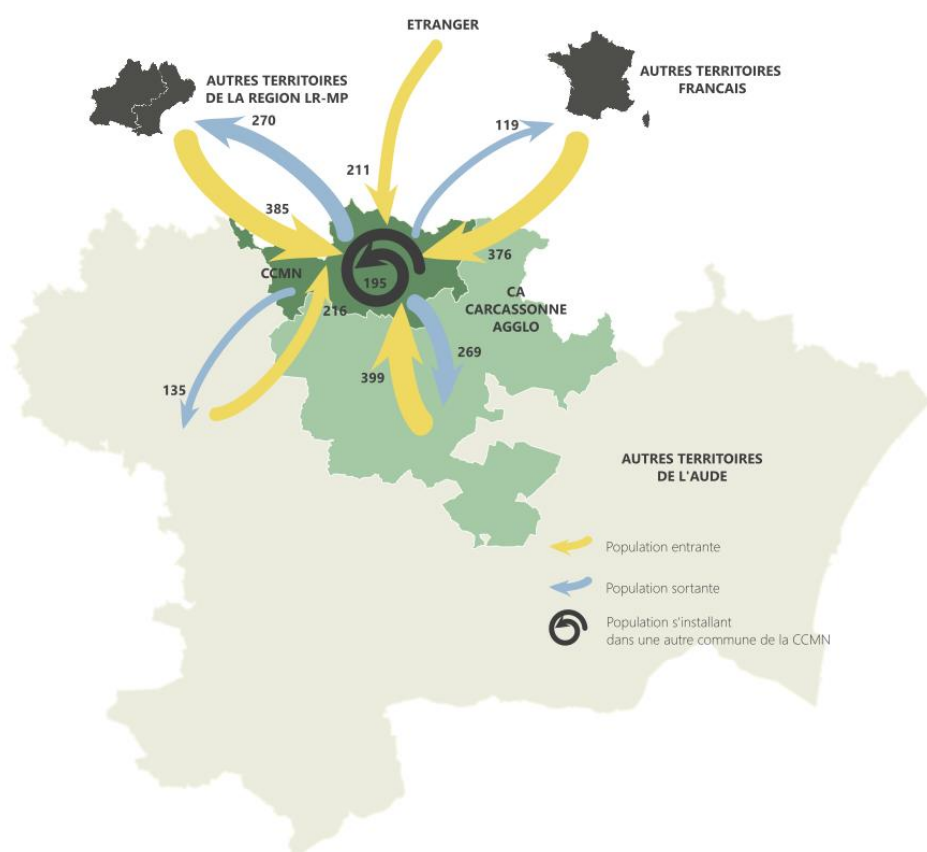 ETRANGER
AUTRES TERRITOIRES
DE LA REGION LR-MP
AUTRES TERRITOIRES
FRANCAIS
270
119
211
385
376
CCMN
195
CA
CARCASSONNE
AGGLO
216
269
399
135
AUTRES TERRITOIRES
DE L'AUDE
Population entrante
Population sortante
Population s'installant
dans une autre commune de la CCMN